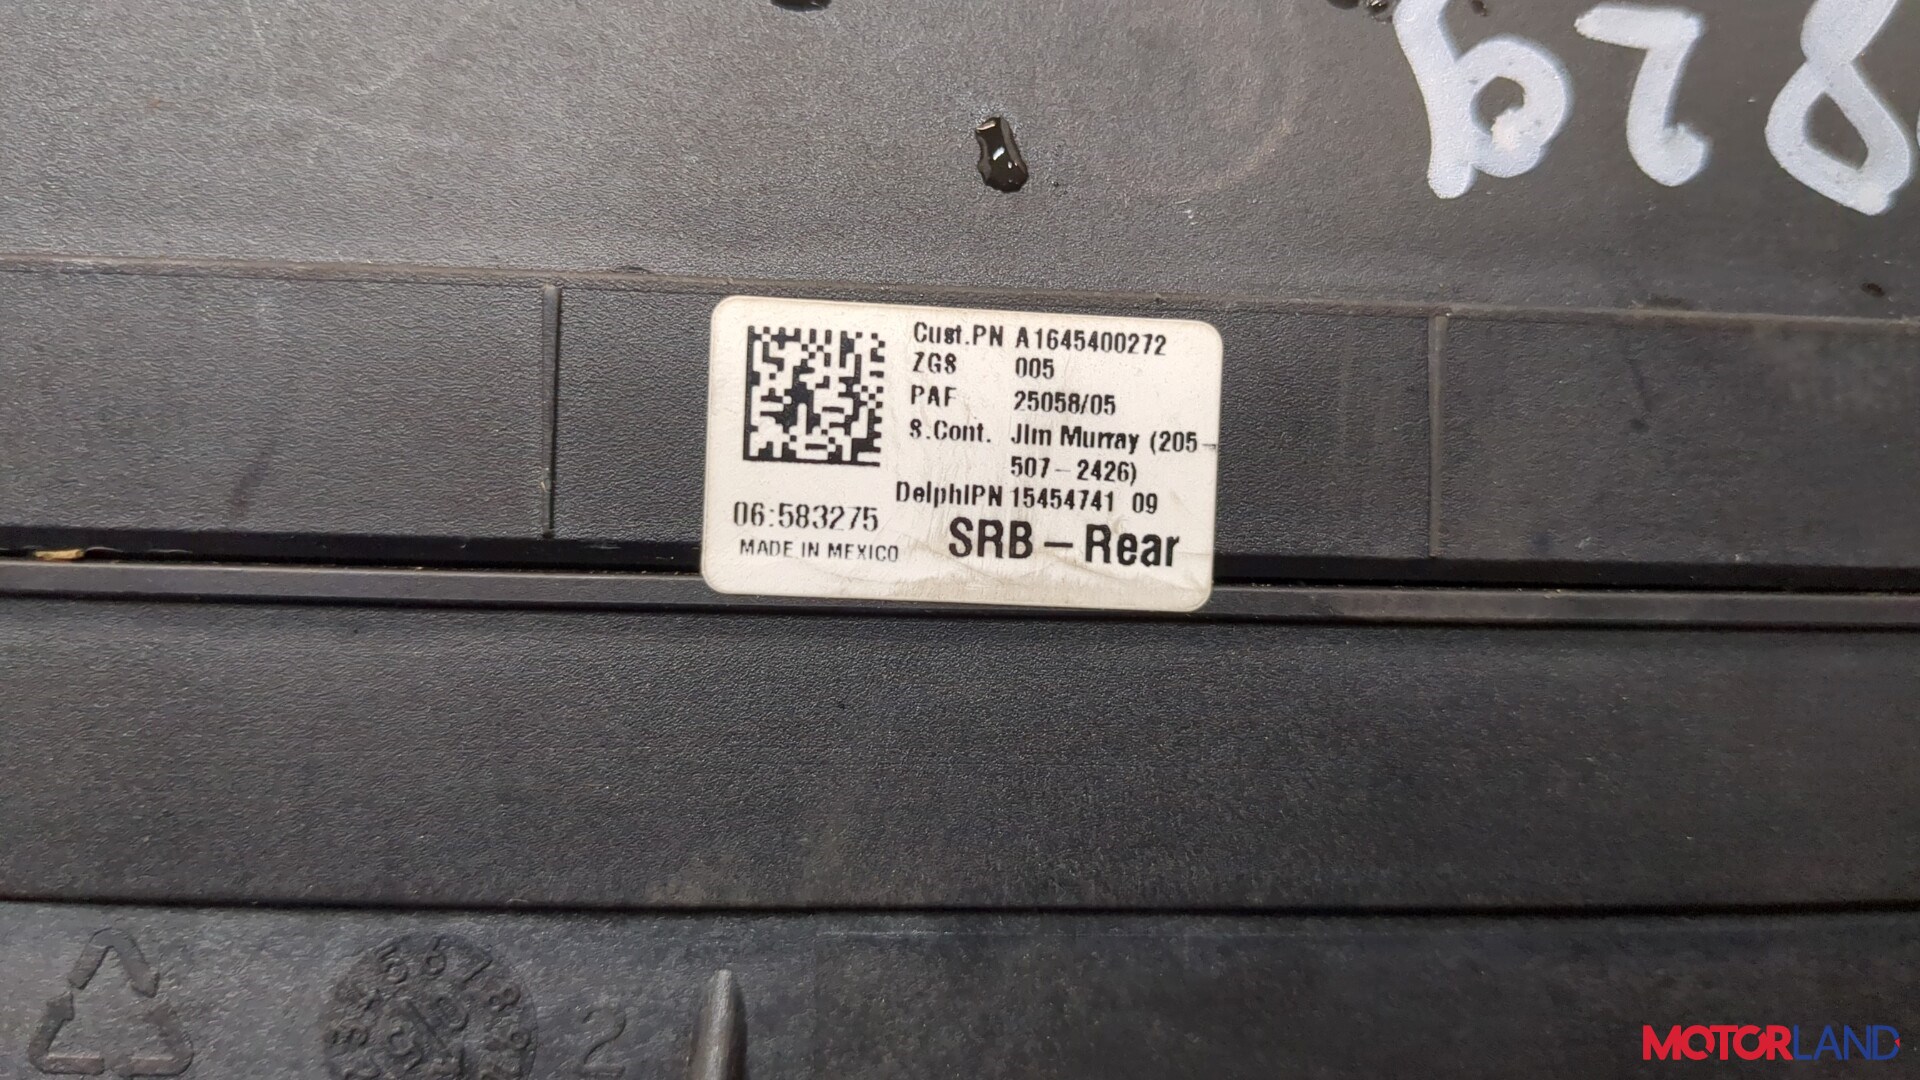 Cust.PN A1645400272
ZGS 005
PAF 25058/05
S.Cont. Jim Murray (205-
507-2426)
DelphiPN 15454741 09
06:583275
SRB - Rear
MADE IN MEXICO
2
MOTORLAND